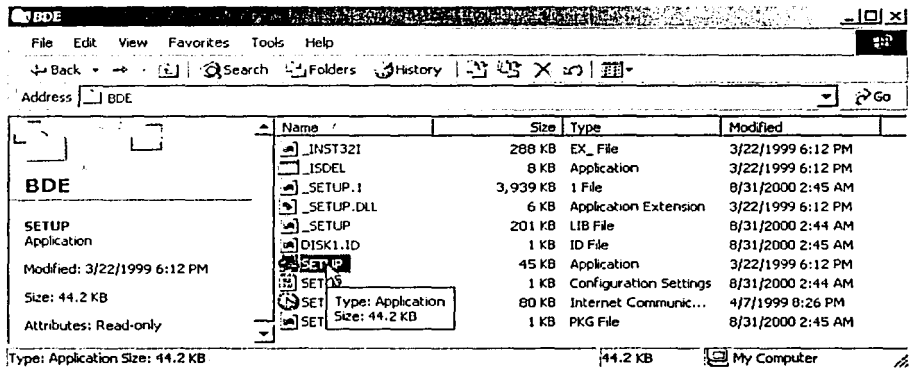 BDE
File Edit View Favorites Tools Help
Back Search Folders History
Address BDE Go
Name Size Type Modified
_INST32I 288 KB EX_ File 3/22/1999 6:12 PM
_ISDEL 8 KB Application 3/22/1999 6:12 PM
_SETUP.1 3,939 KB 1 File 8/31/2000 2:45 AM
_SETUP.DLL 6 KB Application Extension 3/22/1999 6:12 PM
_SETUP 201 KB LIB File 8/31/2000 2:44 AM
DISK1.ID 1 KB ID File 8/31/2000 2:45 AM
SETUP 45 KB Application 3/22/1999 6:12 PM
SET 1 KB Configuration Settings 8/31/2000 2:44 AM
SET 80 KB Internet Communic... 4/7/1999 8:26 PM
SET 1 KB PKG File 8/31/2000 2:45 AM
Type: Application
Size: 44.2 KB
BDE
SETUP
Application
Modified: 3/22/1999 6:12 PM
Size: 44.2 KB
Attributes: Read-only
Type: Application Size: 44.2 KB 44.2 KB My Computer